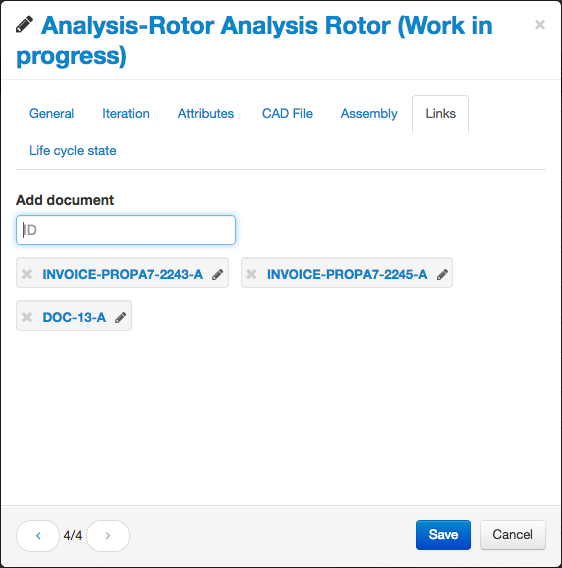 Analysis-Rotor Analysis Rotor (Work in
progress)
×
General Iteration Attributes CAD File Assembly Links
Life cycle state
Add document
ID
× INVOICE-PROPA7-2243-A × INVOICE-PROPA7-2245-A
× DOC-13-A
‹ 4/4 › Save Cancel